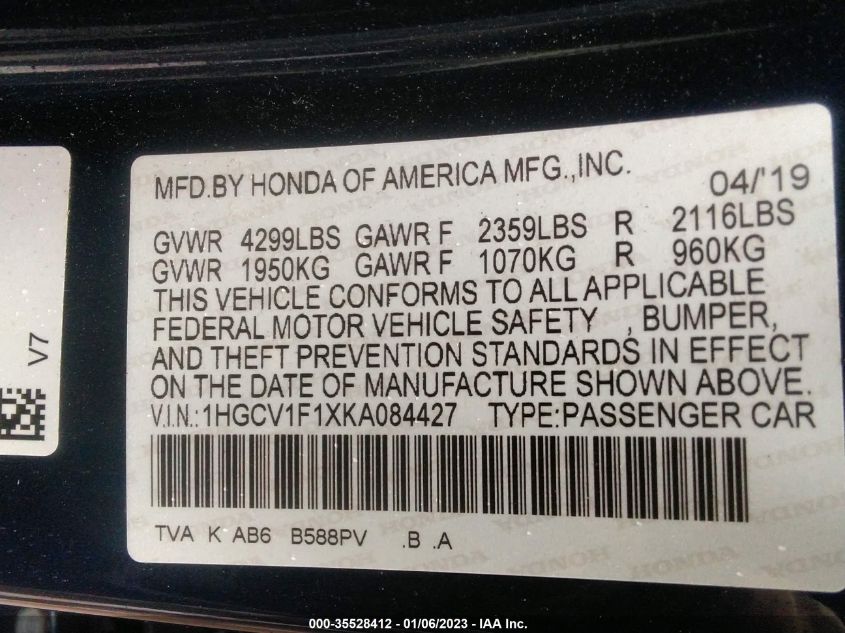 MFD.BY HONDA OF AMERICA MFG.,INC.
04/'19
GVWR 4299LBS GAWR F 2359LBS R 2116LBS
GVWR 1950KG GAWR F 1070KG R 960KG
THIS VEHICLE CONFORMS TO ALL APPLICABLE
FEDERAL MOTOR VEHICLE SAFETY , BUMPER,
AND THEFT PREVENTION STANDARDS IN EFFECT
ON THE DATE OF MANUFACTURE SHOWN ABOVE.
V.I.N.:1HGCV1F1XKA084427 TYPE:PASSENGER CAR
TVA K AB6 B588PV .B .A
V7
000-35528412 - 01/06/2023 - IAA Inc.